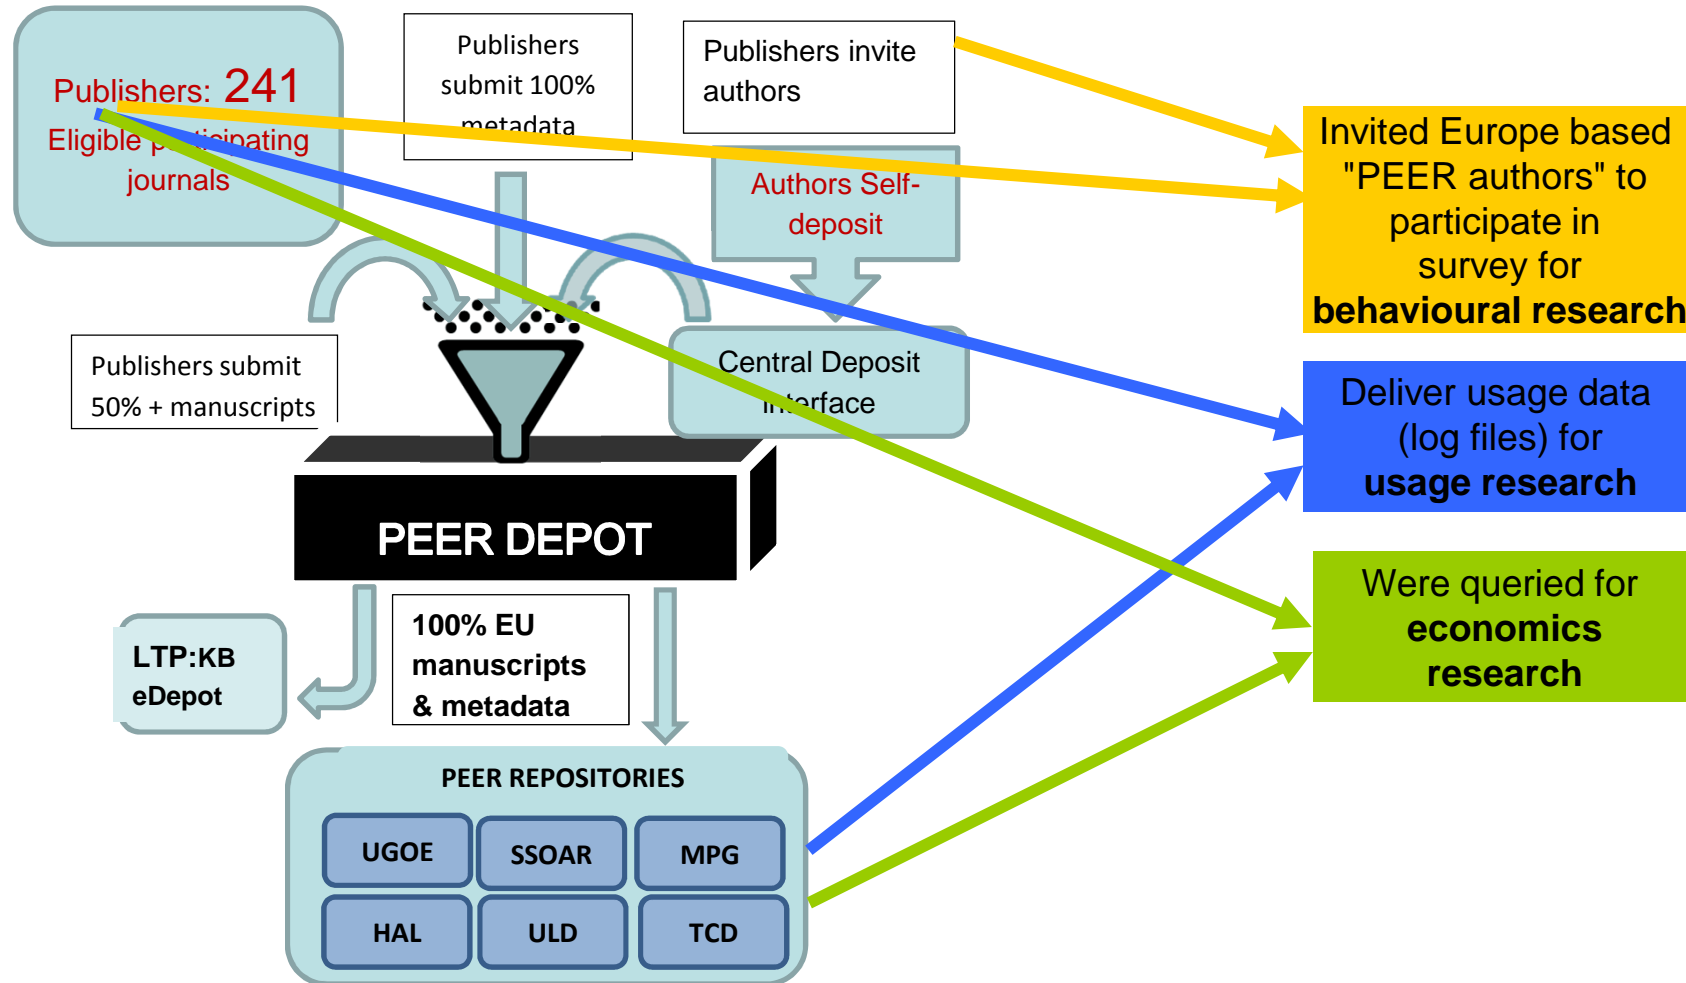 Publishers: 241
Eligible participating
journals
Publishers
submit 100%
metadata
Publishers invite
authors
Authors Self-
deposit
Invited Europe based
"PEER authors" to
participate in
survey for
behavioural research
Publishers submit
50% + manuscripts
Central Deposit
interface
Deliver usage data
(log files) for
usage research
PEER DEPOT
Were queried for
economics
research
LTP:KB
eDepot
100% EU
manuscripts
& metadata
PEER REPOSITORIES
UGOE
SSOAR
MPG
HAL
ULD
TCD